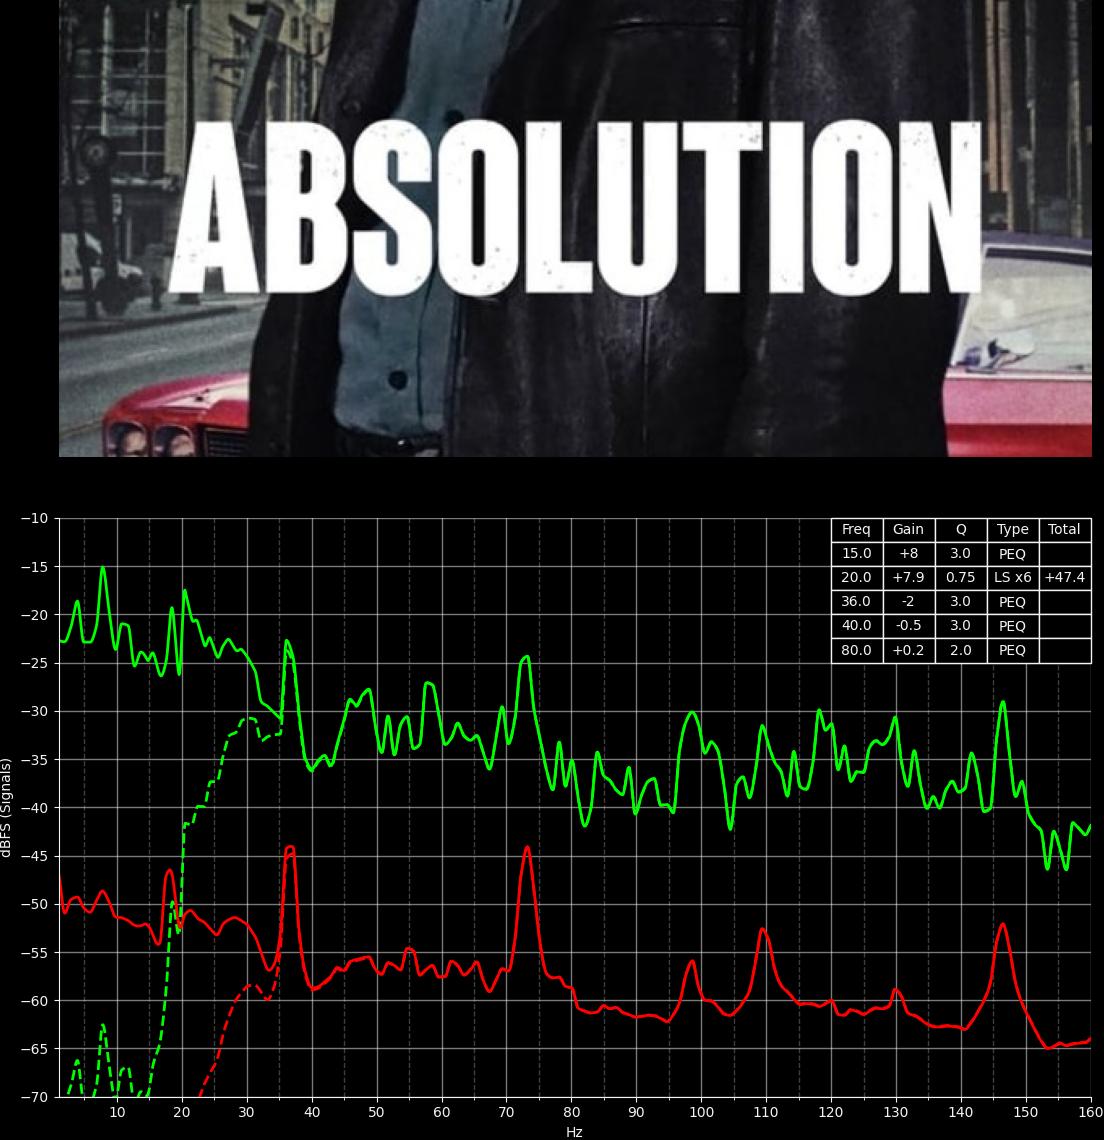 ABSOLUTION
Freq Gain Q Type Total
15.0 +8 3.0 PEQ
20.0 +7.9 0.75 LS x6 +47.4
36.0 -2 3.0 PEQ
40.0 -0.5 3.0 PEQ
80.0 +0.2 2.0 PEQ
−10
−15
−20
−25
−30
−35
−40
−45
−50
−55
−60
−65
−70
dBFS (Signals)
10 20 30 40 50 60 70 80 90 100 110 120 130 140 150 160
Hz